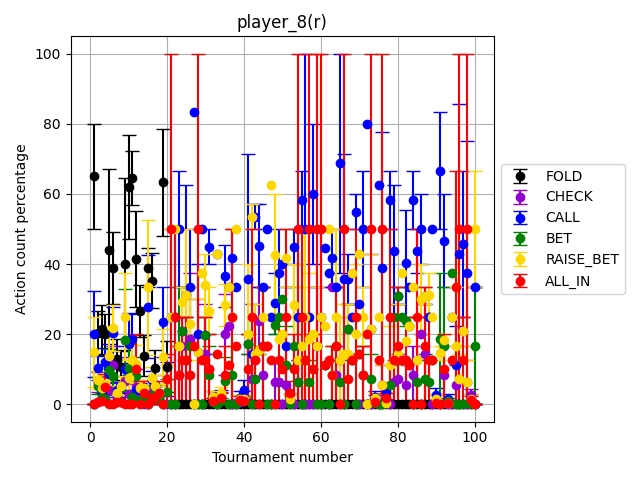 player_8(r)
Action count percentage
100
80
60
40
20
0
0
20
40
60
80
100
Tournament number
FOLD
CHECK
CALL
BET
RAISE_BET
ALL_IN